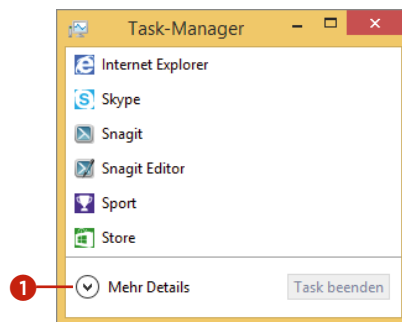 Task-Manager
Internet Explorer
Skype
Snagit
Snagit Editor
Sport
Store
1 Mehr Details Task beenden